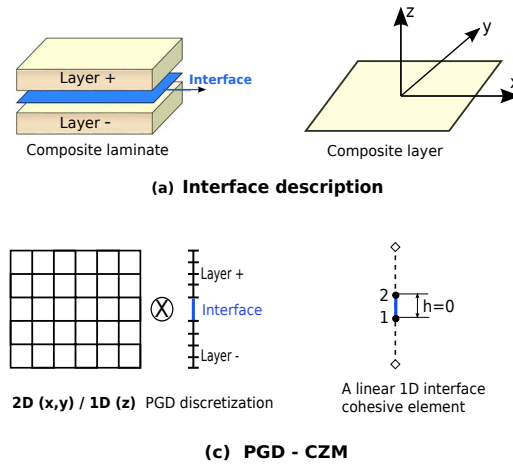 z
y
x
Layer +
Interface
Layer -
Composite laminate
Composite layer
(a) Interface description
Layer +
Interface
Layer -
2
1
h=0
2D (x,y) / 1D (z) PGD discretization
A linear 1D interface
cohesive element
(c) PGD - CZM